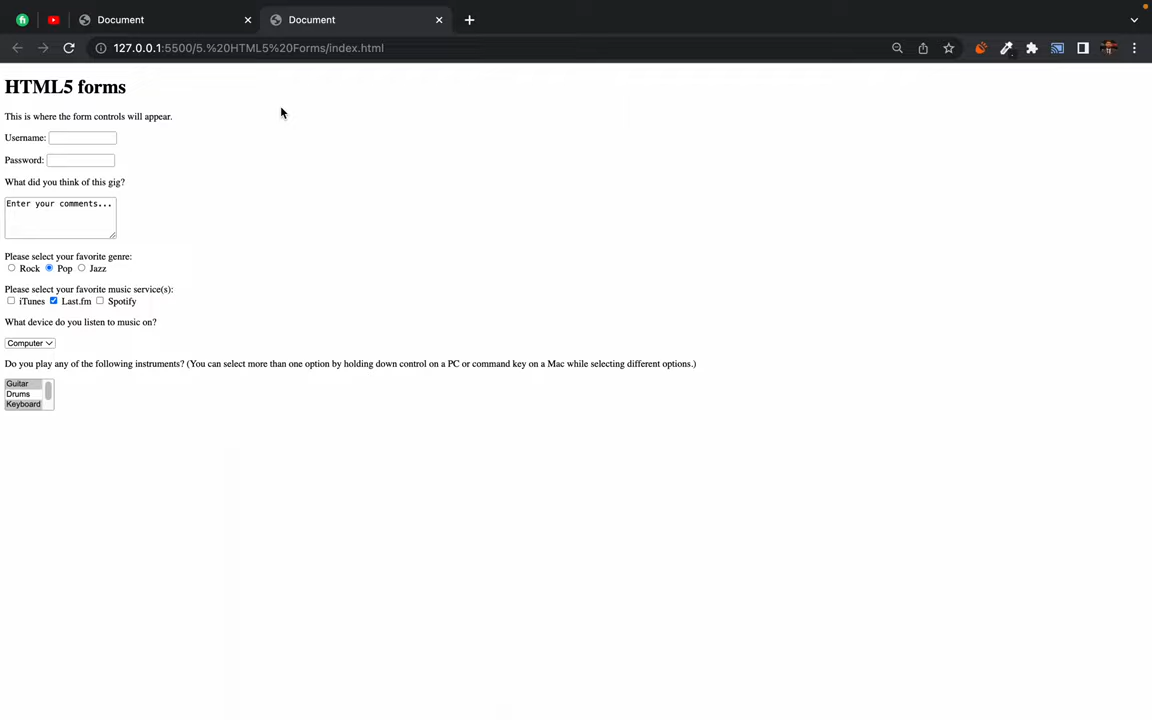 Document
Document
127.0.0.1:5500/5.%20HTML5%20Forms/index.html
HTML5 forms
This is where the form controls will appear.
Username:
Password:
What did you think of this gig?
Enter your comments...
Please select your favorite genre:
Rock Pop Jazz
Please select your favorite music service(s):
iTunes Last.fm Spotify
What device do you listen to music on?
Computer
Do you play any of the following instruments? (You can select more than one option by holding down control on a PC or command key on a Mac while selecting different options.)
Guitar
Drums
Keyboard